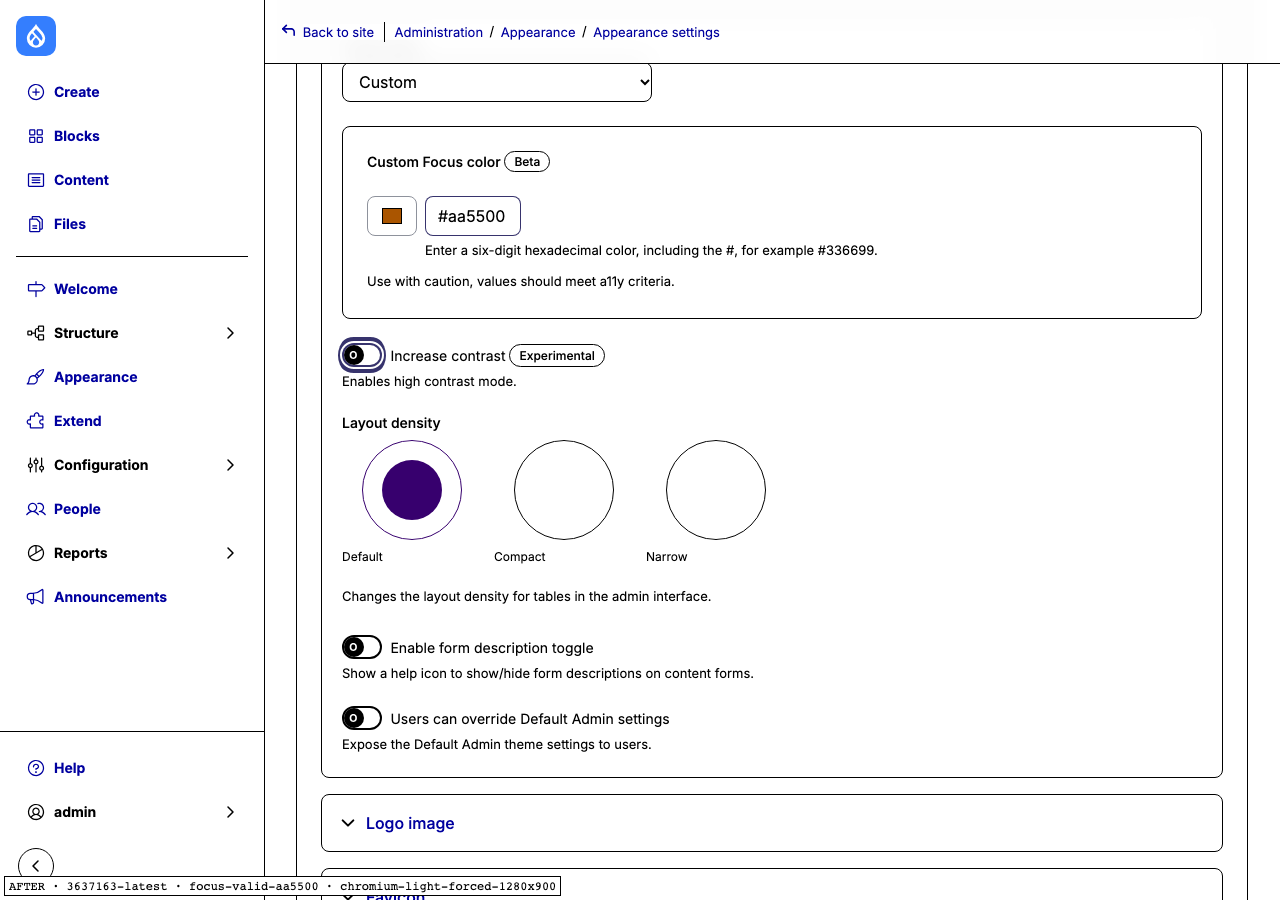 Back to site
Administration / Appearance / Appearance settings
Create
Blocks
Content
Files
Welcome
Structure
Appearance
Extend
Configuration
People
Reports
Announcements
Help
admin
Custom
Custom Focus color Beta
#aa5500
Enter a six-digit hexadecimal color, including the #, for example #336699.
Use with caution, values should meet a11y criteria.
Increase contrast Experimental
Enables high contrast mode.
Layout density
Default
Compact
Narrow
Changes the layout density for tables in the admin interface.
Enable form description toggle
Show a help icon to show/hide form descriptions on content forms.
Users can override Default Admin settings
Expose the Default Admin theme settings to users.
Logo image
Favicon
AFTER · 3637163-latest · focus-valid-aa5500 · chromium-light-forced-1280x900